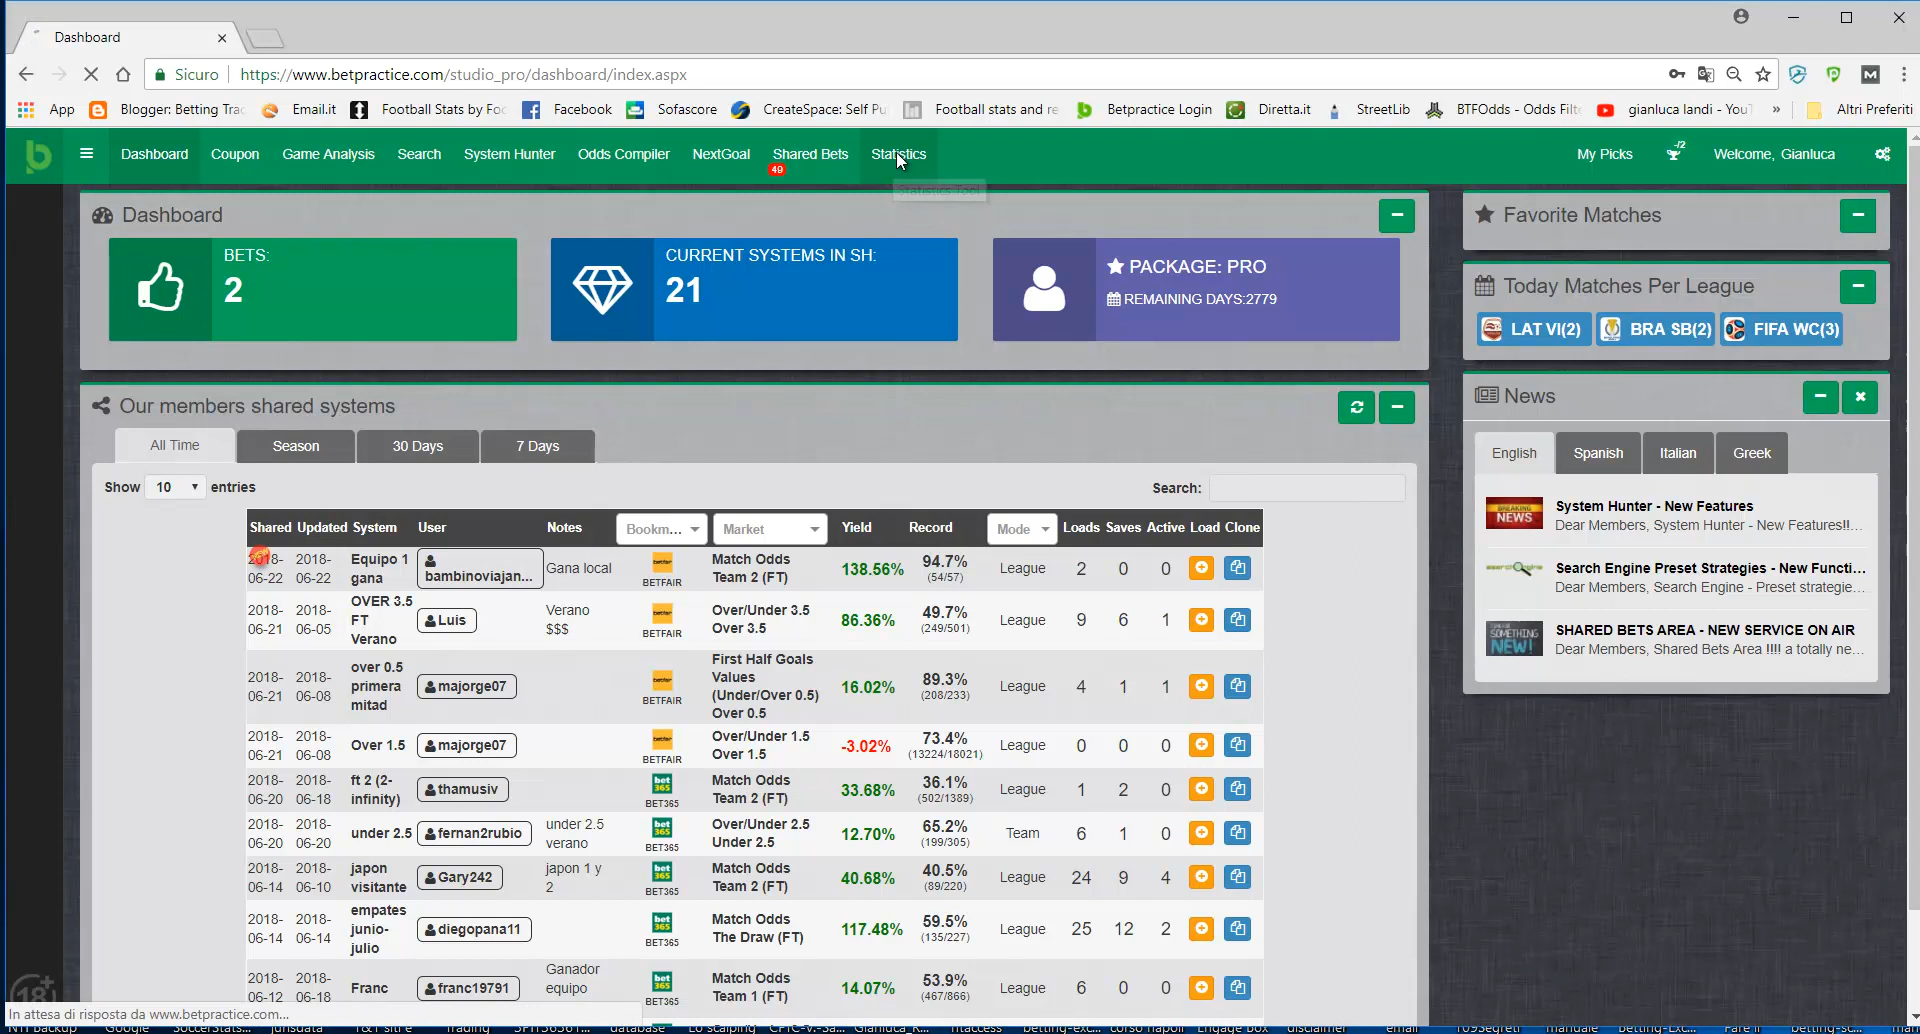 Dashboard
Sicuro https://www.betpractice.com/studio_pro/dashboard/index.aspx
App Blogger: Betting Tra Email.it Football Stats by Foo Facebook Sofascore CreateSpace: Self Pu Football stats and re Betpractice Login Diretta.it StreetLib BTFOdds - Odds Filt gianluca landi - You » Altri Preferiti
Dashboard Coupon Game Analysis Search System Hunter Odds Compiler NextGoal Shared Bets Statistics My Picks -/2 Welcome, Gianluca
49
Statistics Tool
Dashboard
BETS:
2
CURRENT SYSTEMS IN SH:
21
PACKAGE: PRO
REMAINING DAYS:2779
Favorite Matches
Today Matches Per League
LAT VI(2) BRA SB(2) FIFA WC(3)
Our members shared systems
All Time Season 30 Days 7 Days
Show 10 entries Search:
Shared Updated System User Notes Bookm... Market Yield Record Mode Loads Saves Active Load Clone
2018-06-22 2018-06-22 Equipo 1 gana bambinoviajan... Gana local BETFAIR Match Odds Team 2 (FT) 138.56% 94.7% (54/57) League 2 0 0
2018-06-21 2018-06-05 OVER 3.5 FT Verano Luis Verano $$$ BETFAIR Over/Under 3.5 Over 3.5 86.36% 49.7% (249/501) League 9 6 1
2018-06-21 2018-06-08 over 0.5 primera mitad majorge07 BETFAIR First Half Goals Values (Under/Over 0.5) Over 0.5 16.02% 89.3% (208/233) League 4 1 1
2018-06-21 2018-06-08 Over 1.5 majorge07 BETFAIR Over/Under 1.5 Over 1.5 -3.02% 73.4% (13224/18021) League 0 0 0
2018-06-20 2018-06-18 ft 2 (2-infinity) thamusiv bet 365 BET365 Match Odds Team 2 (FT) 33.68% 36.1% (502/1389) League 1 2 0
2018-06-20 2018-06-20 under 2.5 fernan2rubio under 2.5 verano bet 365 BET365 Over/Under 2.5 Under 2.5 12.70% 65.2% (199/305) Team 6 1 0
2018-06-14 2018-06-10 japon visitante Gary242 japon 1 y 2 bet 365 BET365 Match Odds Team 2 (FT) 40.68% 40.5% (89/220) League 24 9 4
2018-06-14 2018-06-14 empates junio-julio diegopana11 bet 365 BET365 Match Odds The Draw (FT) 117.48% 59.5% (135/227) League 25 12 2
2018-06-12 2018-06-18 Franc franc19791 Ganador equipo bet 365 BET365 Match Odds Team 1 (FT) 14.07% 53.9% (467/866) League 6 0 0
News
English Spanish Italian Greek
BREAKING NEWS
System Hunter - New Features
Dear Members, System Hunter - New Features!!...
Search Engine Preset Strategies - New Functi...
Dear Members, Search Engine - Preset strategie...
SOMETHING NEW!
SHARED BETS AREA - NEW SERVICE ON AIR
Dear Members, Shared Bets Area !!!! a totally ne...
18+
In attesa di risposta da www.betpractice.com...